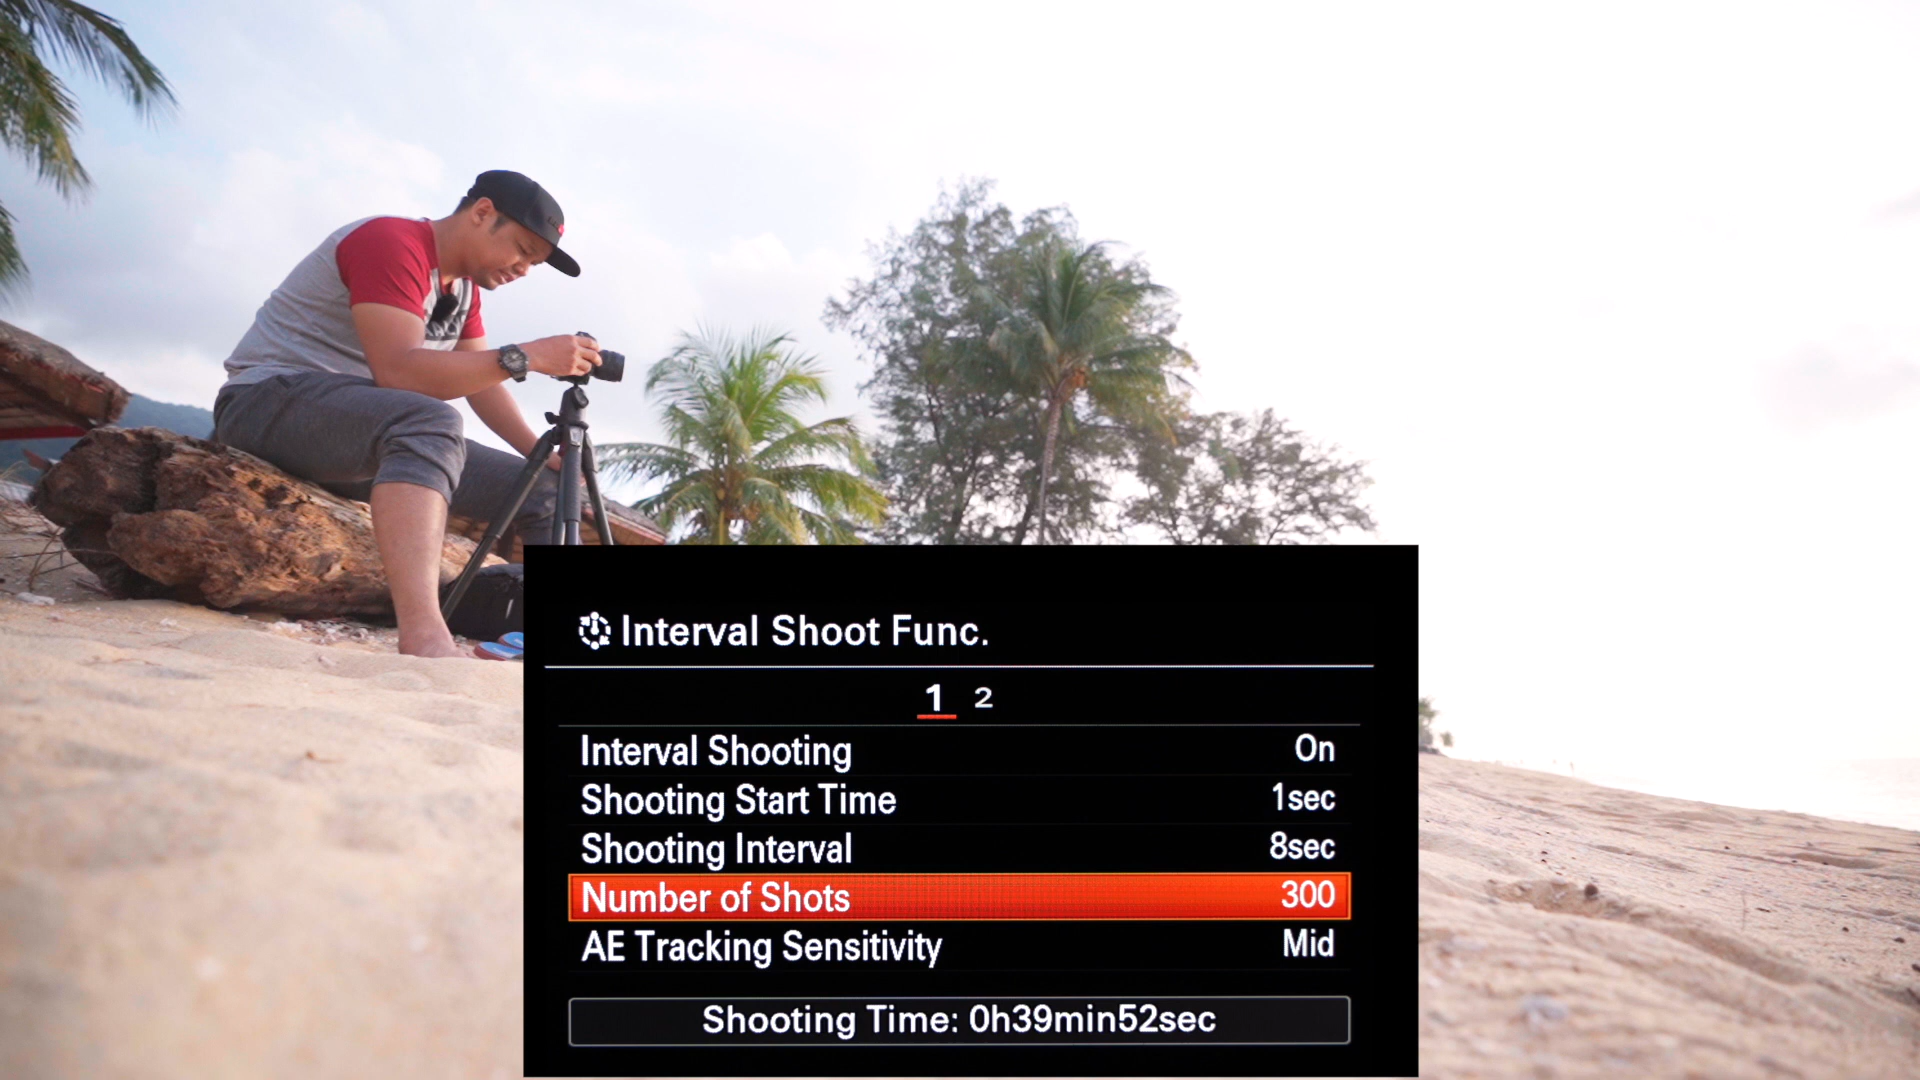 Interval Shoot Func.
1 2
Interval Shooting On
Shooting Start Time 1sec
Shooting Interval 8sec
Number of Shots 300
AE Tracking Sensitivity Mid
Shooting Time: 0h39min52sec